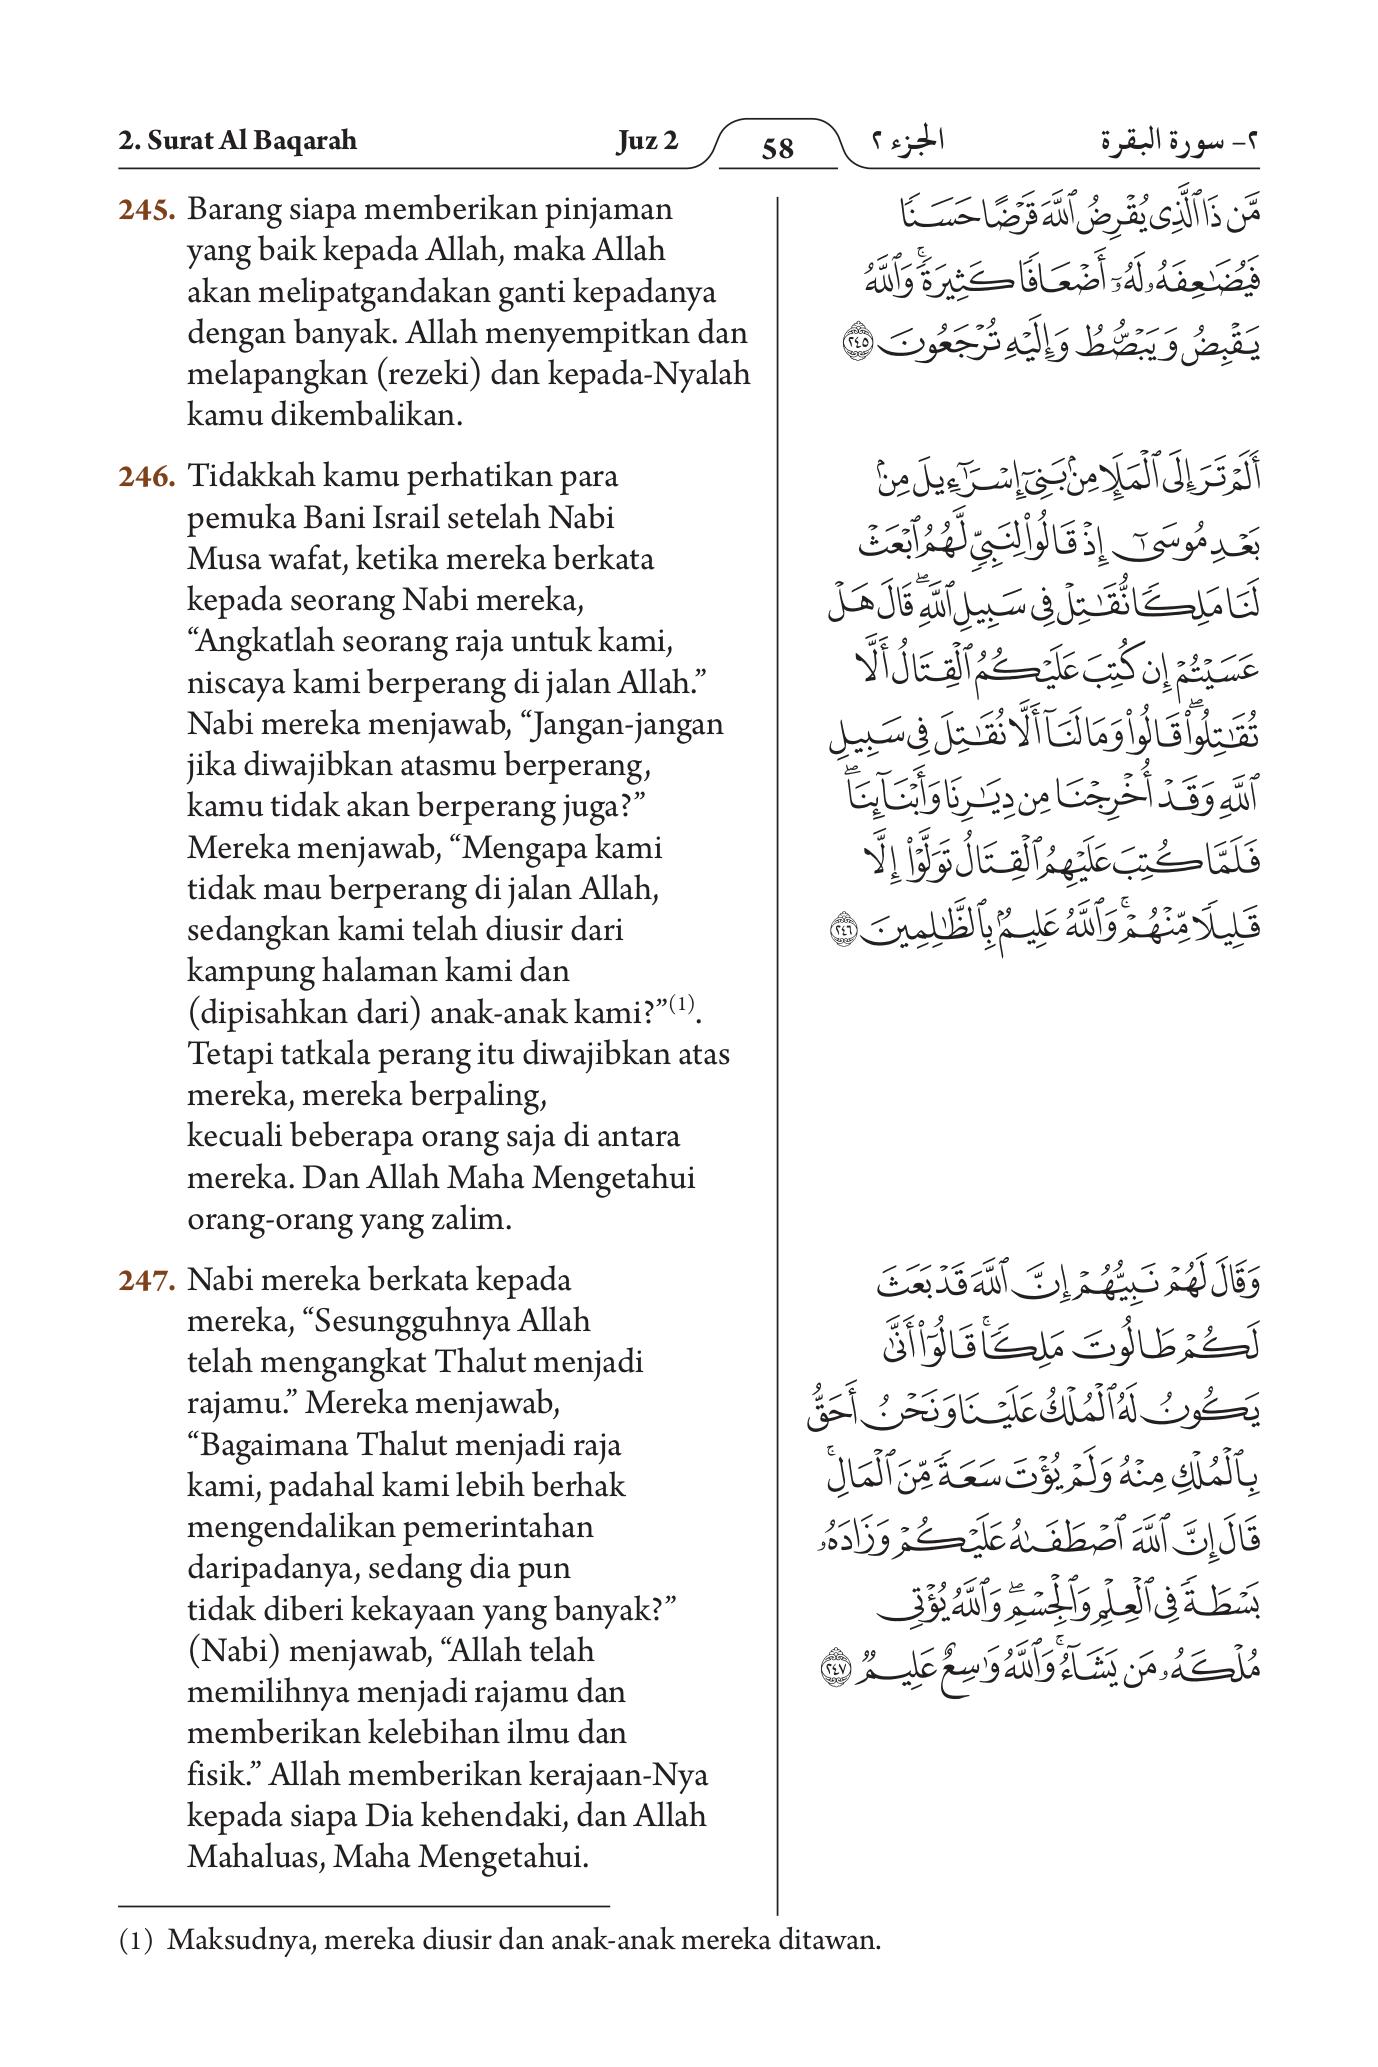 2. Surat Al Baqarah
Juz 2
58
الجزء ٢
٢- سورة البقرة
245. Barang siapa memberikan pinjaman
yang baik kepada Allah, maka Allah
akan melipatgandakan ganti kepadanya
dengan banyak. Allah menyempitkan dan
melapangkan (rezeki) dan kepada-Nyalah
kamu dikembalikan.
246. Tidakkah kamu perhatikan para
pemuka Bani Israil setelah Nabi
Musa wafat, ketika mereka berkata
kepada seorang Nabi mereka,
“Angkatlah seorang raja untuk kami,
niscaya kami berperang di jalan Allah.”
Nabi mereka menjawab, “Jangan-jangan
jika diwajibkan atasmu berperang,
kamu tidak akan berperang juga?”
Mereka menjawab, “Mengapa kami
tidak mau berperang di jalan Allah,
sedangkan kami telah diusir dari
kampung halaman kami dan
(dipisahkan dari) anak-anak kami?”(1).
Tetapi tatkala perang itu diwajibkan atas
mereka, mereka berpaling,
kecuali beberapa orang saja di antara
mereka. Dan Allah Maha Mengetahui
orang-orang yang zalim.
247. Nabi mereka berkata kepada
mereka, “Sesungguhnya Allah
telah mengangkat Thalut menjadi
rajamu.” Mereka menjawab,
“Bagaimana Thalut menjadi raja
kami, padahal kami lebih berhak
mengendalikan pemerintahan
daripadanya, sedang dia pun
tidak diberi kekayaan yang banyak?”
(Nabi) menjawab, “Allah telah
memilihnya menjadi rajamu dan
memberikan kelebihan ilmu dan
fisik.” Allah memberikan kerajaan-Nya
kepada siapa Dia kehendaki, dan Allah
Mahaluas, Maha Mengetahui.
مَّن ذَا ٱلَّذِى يُقْرِضُ ٱللَّهَ قَرْضًا حَسَنًا
فَيُضَٰعِفَهُۥ لَهُۥٓ أَضْعَافًا كَثِيرَةً ۚ وَٱللَّهُ
يَقْبِضُ وَيَبْصُۜطُ وَإِلَيْهِ تُرْجَعُونَ ٢٤٥
أَلَمْ تَرَ إِلَى ٱلْمَلَإِ مِنۢ بَنِىٓ إِسْرَٰٓءِيلَ مِنۢ
بَعْدِ مُوسَىٰٓ إِذْ قَالُوا۟ لِنَبِىٍّ لَّهُمُ ٱبْعَثْ
لَنَا مَلِكًا نُّقَٰتِلْ فِى سَبِيلِ ٱللَّهِ ۖ قَالَ هَلْ
عَسَيْتُمْ إِن كُتِبَ عَلَيْكُمُ ٱلْقِتَالُ أَلَّا
تُقَٰتِلُوا۟ ۖ قَالُوا۟ وَمَا لَنَآ أَلَّا نُقَٰتِلَ فِى سَبِيلِ
ٱللَّهِ وَقَدْ أُخْرِجْنَا مِن دِيَٰرِنَا وَأَبْنَآئِنَا ۖ
فَلَمَّا كُتِبَ عَلَيْهِمُ ٱلْقِتَالُ تَوَلَّوْا۟ إِلَّا
قَلِيلًا مِّنْهُمْ ۗ وَٱللَّهُ عَلِيمٌۢ بِٱلظَّٰلِمِينَ ٢٤٦
وَقَالَ لَهُمْ نَبِيُّهُمْ إِنَّ ٱللَّهَ قَدْ بَعَثَ
لَكُمْ طَالُوتَ مَلِكًا ۚ قَالُوٓا۟ أَنَّىٰ
يَكُونُ لَهُ ٱلْمُلْكُ عَلَيْنَا وَنَحْنُ أَحَقُّ
بِٱلْمُلْكِ مِنْهُ وَلَمْ يُؤْتَ سَعَةً مِّنَ ٱلْمَالِ ۚ
قَالَ إِنَّ ٱللَّهَ ٱصْطَفَىٰهُ عَلَيْكُمْ وَزَادَهُۥ
بَسْطَةً فِى ٱلْعِلْمِ وَٱلْجِسْمِ ۖ وَٱللَّهُ يُؤْتِى
مُلْكَهُۥ مَن يَشَآءُ ۚ وَٱللَّهُ وَٰسِعٌ عَلِيمٌ ٢٤٧
(1) Maksudnya, mereka diusir dan anak-anak mereka ditawan.